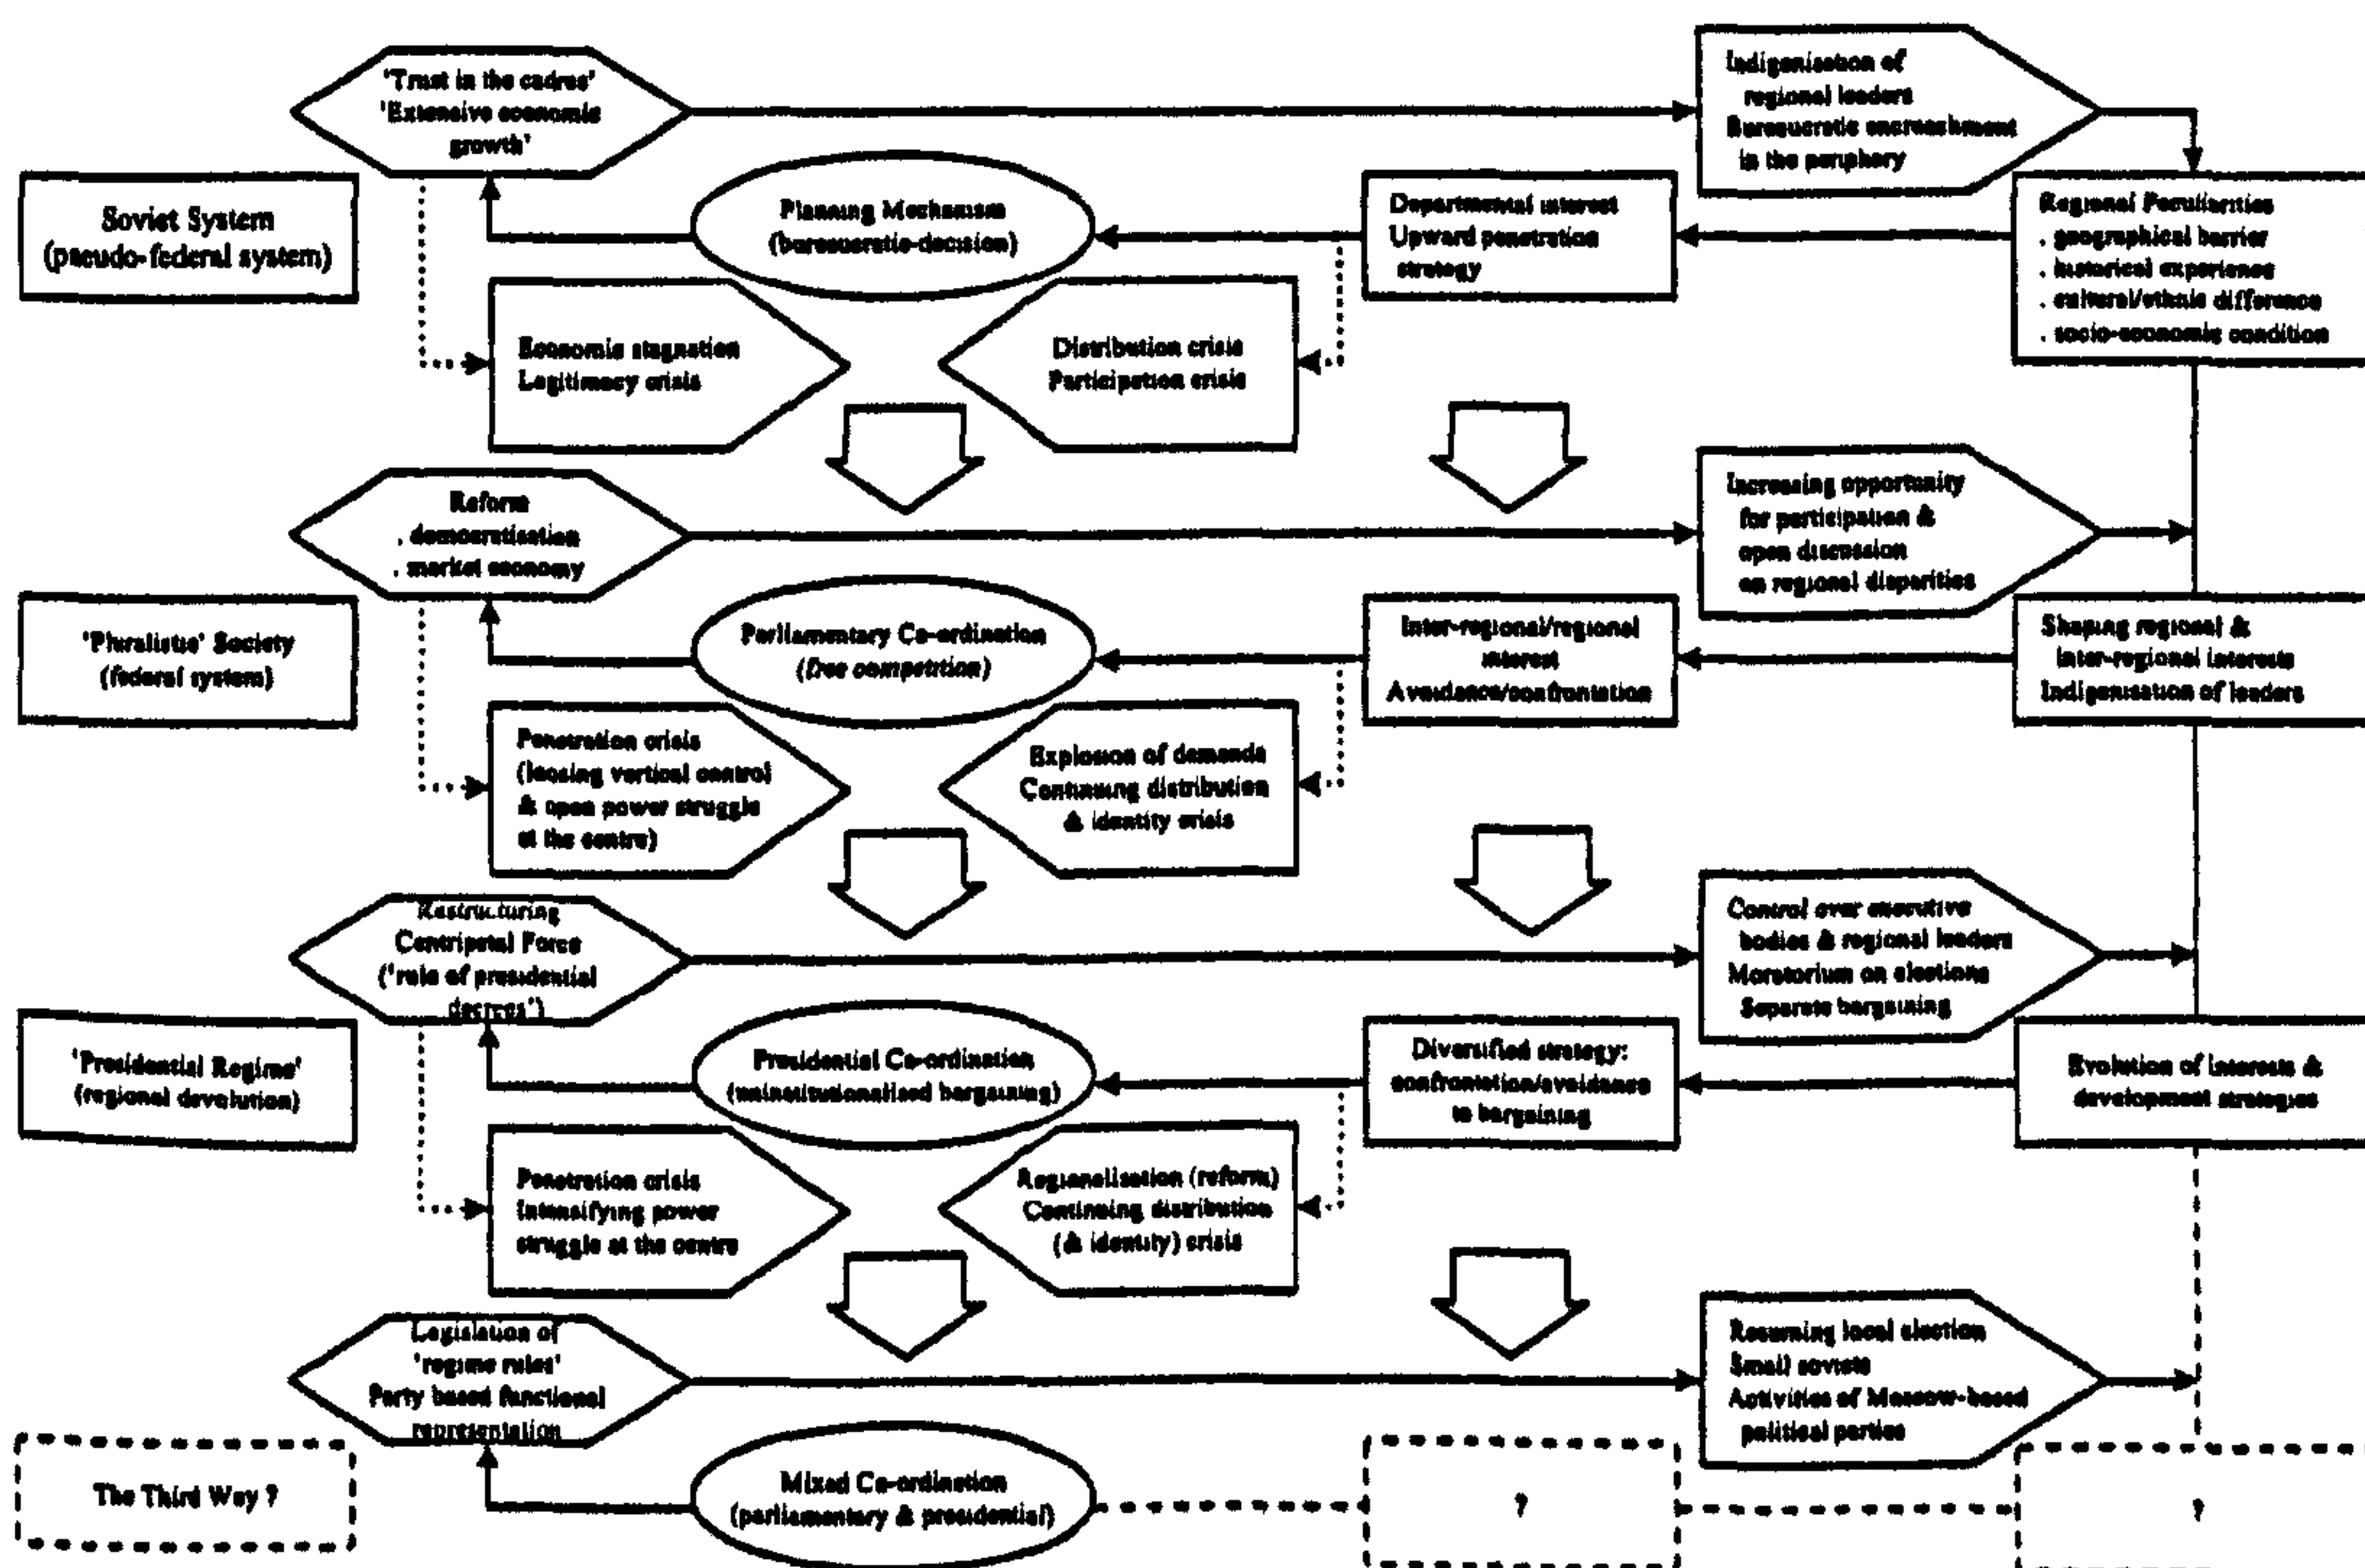 'Trust in the cadres'
'Extensive economic
growth'
Indigenisation of
regional leaders
Bureaucratic encroachment
in the periphery
Soviet System
(pseudo-federal system)
Planning Mechanism
(bureaucratic-decision)
Departmental interest
Upward penetration
strategy
Regional Peculiarities
. geographical barrier
. historical experience
. cultural/ethnic difference
. socio-economic condition
Economic stagnation
Legitimacy crisis
Distribution crisis
Participation crisis
Reform
. democratisation
. market economy
Increasing opportunity
for participation &
open discussion
on regional disparities
'Pluralistic' Society
(federal system)
Parliamentary Co-ordination
(free competition)
Inter-regional/regional
interest
Avoidance/confrontation
Shaping regional &
inter-regional interests
Indigenisation of leaders
Penetration crisis
(loosing vertical control
& open power struggle
at the centre)
Explosion of demands
Continuing distribution
& identity crisis
Restructuring
Centripetal Force
('rule of presidential
decrees')
Control over executive
bodies & regional leaders
Moratorium on elections
Separate bargaining
'Presidential Regime'
(regional devolution)
Presidential Co-ordination
(uninstitutionalised bargaining)
Diversified strategy:
confrontation/avoidance
to bargaining
Evolution of interests &
development strategies
Penetration crisis
Intensifying power
struggle at the centre
Regionalisation (reform)
Continuing distribution
(& identity) crisis
Legislation of
'regime rules'
Party based functional
representation
Resuming local election
Small soviets
Activities of Moscow-based
political parties
The Third Way ?
Mixed Co-ordination
(parliamentary & presidential)
?
?